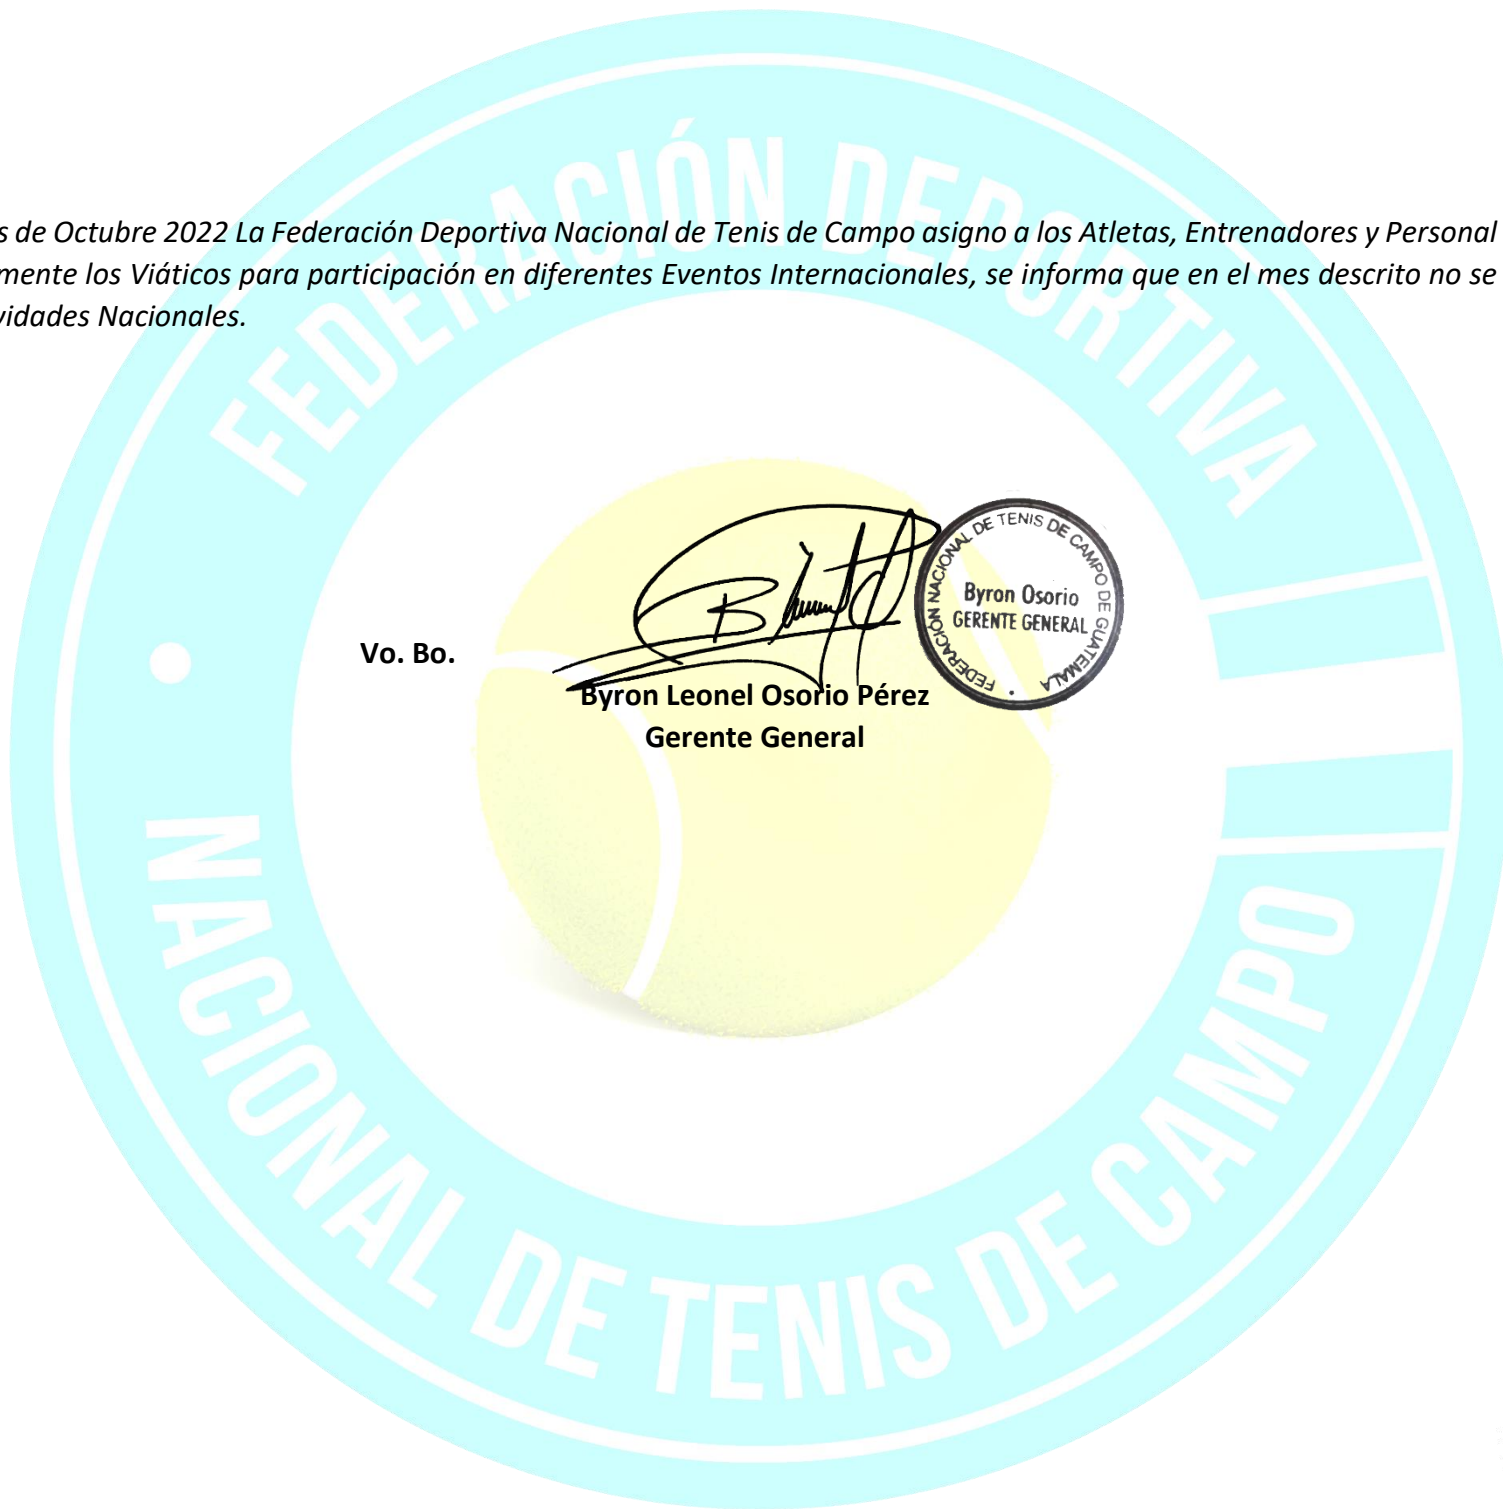 s de Octubre 2022 La Federación Deportiva Nacional de Tenis de Campo asigno a los Atletas, Entrenadores y Personal
mente los Viáticos para participación en diferentes Eventos Internacionales, se informa que en el mes descrito no se
vidades Nacionales.
FEDERACIÓN DEPORTIVA
NACIONAL DE TENIS DE CAMPO
FEDERACIÓN NACIONAL DE TENIS DE CAMPO DE GUATEMALA
Byron Osorio
GERENTE GENERAL
Vo. Bo.
Byron Leonel Osorio Pérez
Gerente General